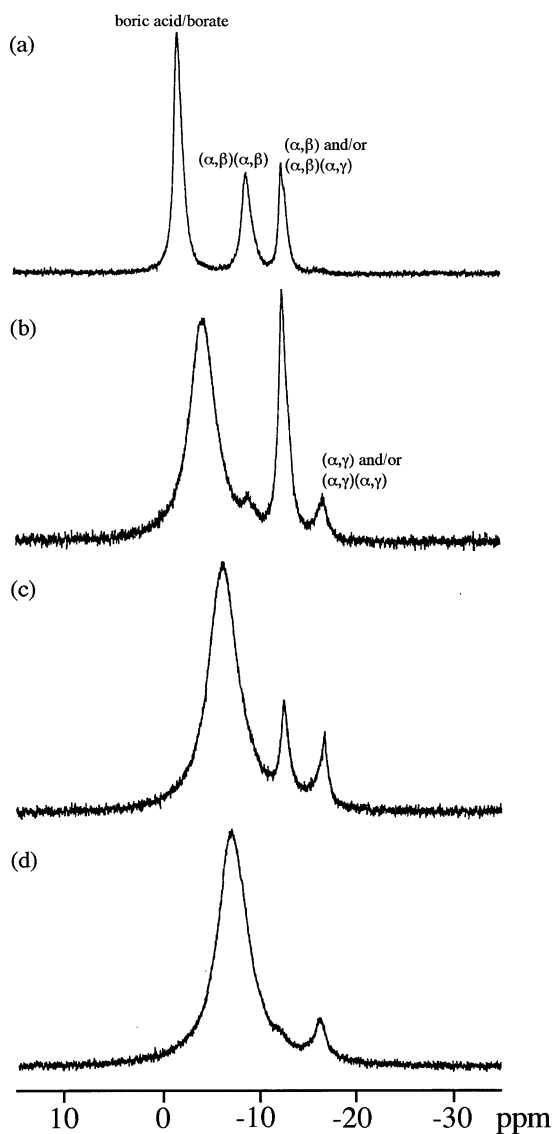 boric acid/borate
(a)
(α,β) and/or
(α,β)(α,β)
(α,β)(α,γ)
(b)
(α,γ) and/or
(α,γ)(α,γ)
(c)
(d)
10 0 -10 -20 -30 ppm